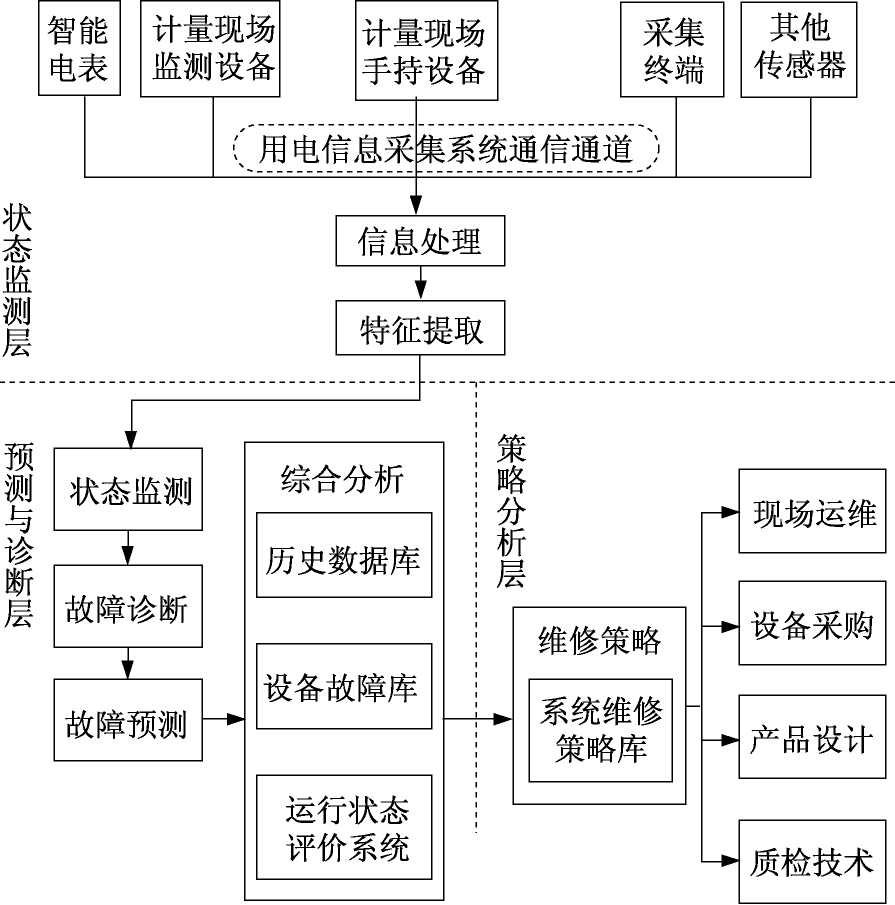 智能
电表
计量现场
监测设备
计量现场
手持设备
采集
终端
其他
传感器
用电信息采集系统通信通道
状态监测层
信息处理
特征提取
预测与诊断层
状态监测
故障诊断
故障预测
综合分析
历史数据库
设备故障库
运行状态
评价系统
策略分析层
维修策略
系统维修
策略库
现场运维
设备采购
产品设计
质检技术